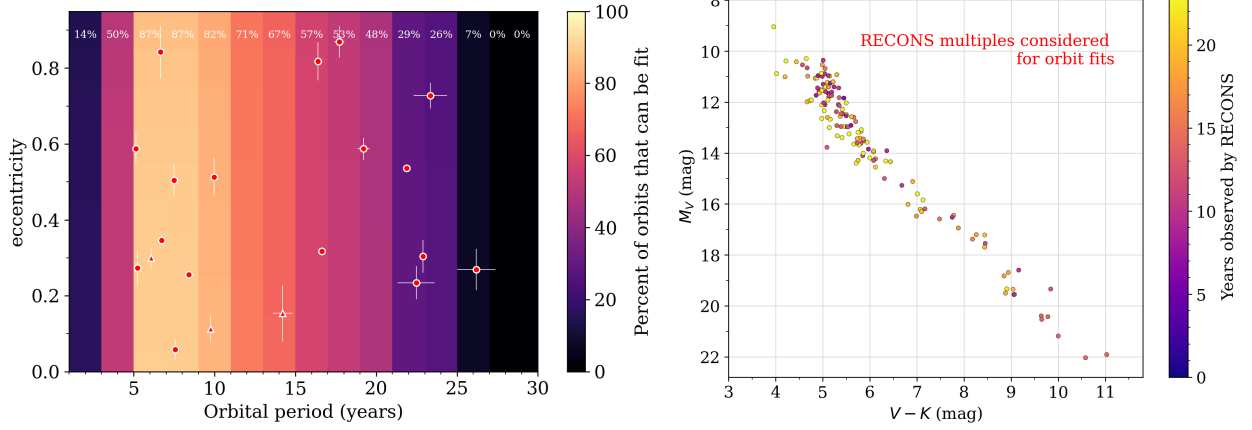 14% 50% 87% 87% 82% 71% 67% 57% 53% 48% 29% 26% 7% 0% 0%
0.8
0.6
0.4
0.2
0.0
eccentricity
5 10 15 20 25 30
Orbital period (years)
100
80
60
40
20
0
Percent of orbits that can be fit
RECONS multiples considered
for orbit fits
8
10
12
14
16
18
20
22
M_V (mag)
3 4 5 6 7 8 9 10 11
V − K (mag)
20
15
10
5
0
Years observed by RECONS